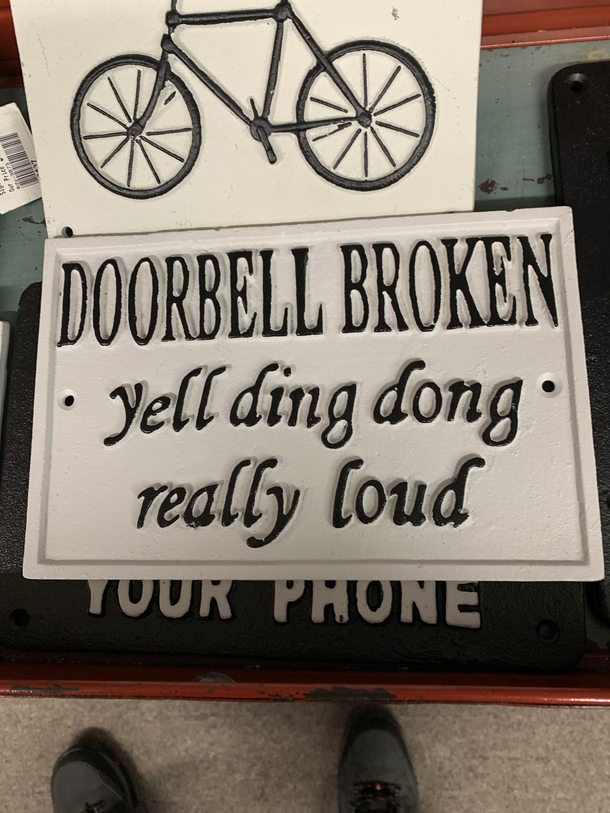 DOORBELL BROKEN
yell ding dong
really loud
YOUR PHONE